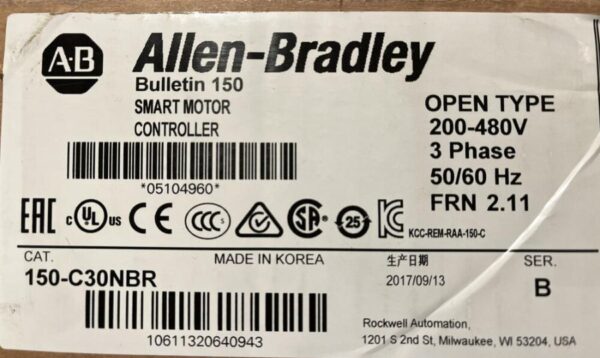 A-B Allen-Bradley
Bulletin 150
SMART MOTOR
CONTROLLER
*05104960*
OPEN TYPE
200-480V
3 Phase
50/60 Hz
FRN 2.11
EAC c UL us LISTED CE CCC SA 25 KC
KCC-REM-RAA-150-C
CAT.
150-C30NBR
MADE IN KOREA
生产日期
2017/09/13
SER.
B
10611320640943
Rockwell Automation,
1201 S 2nd St, Milwaukee, WI 53204, USA